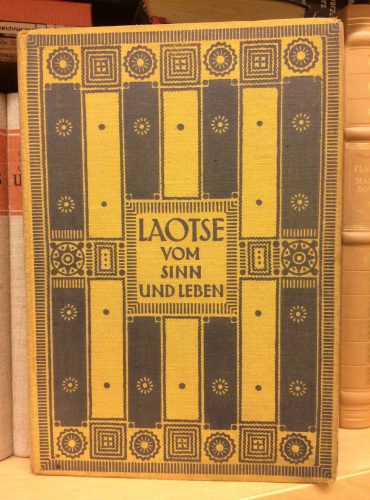 LAOTSE
VOM
SINN
UND LEBEN